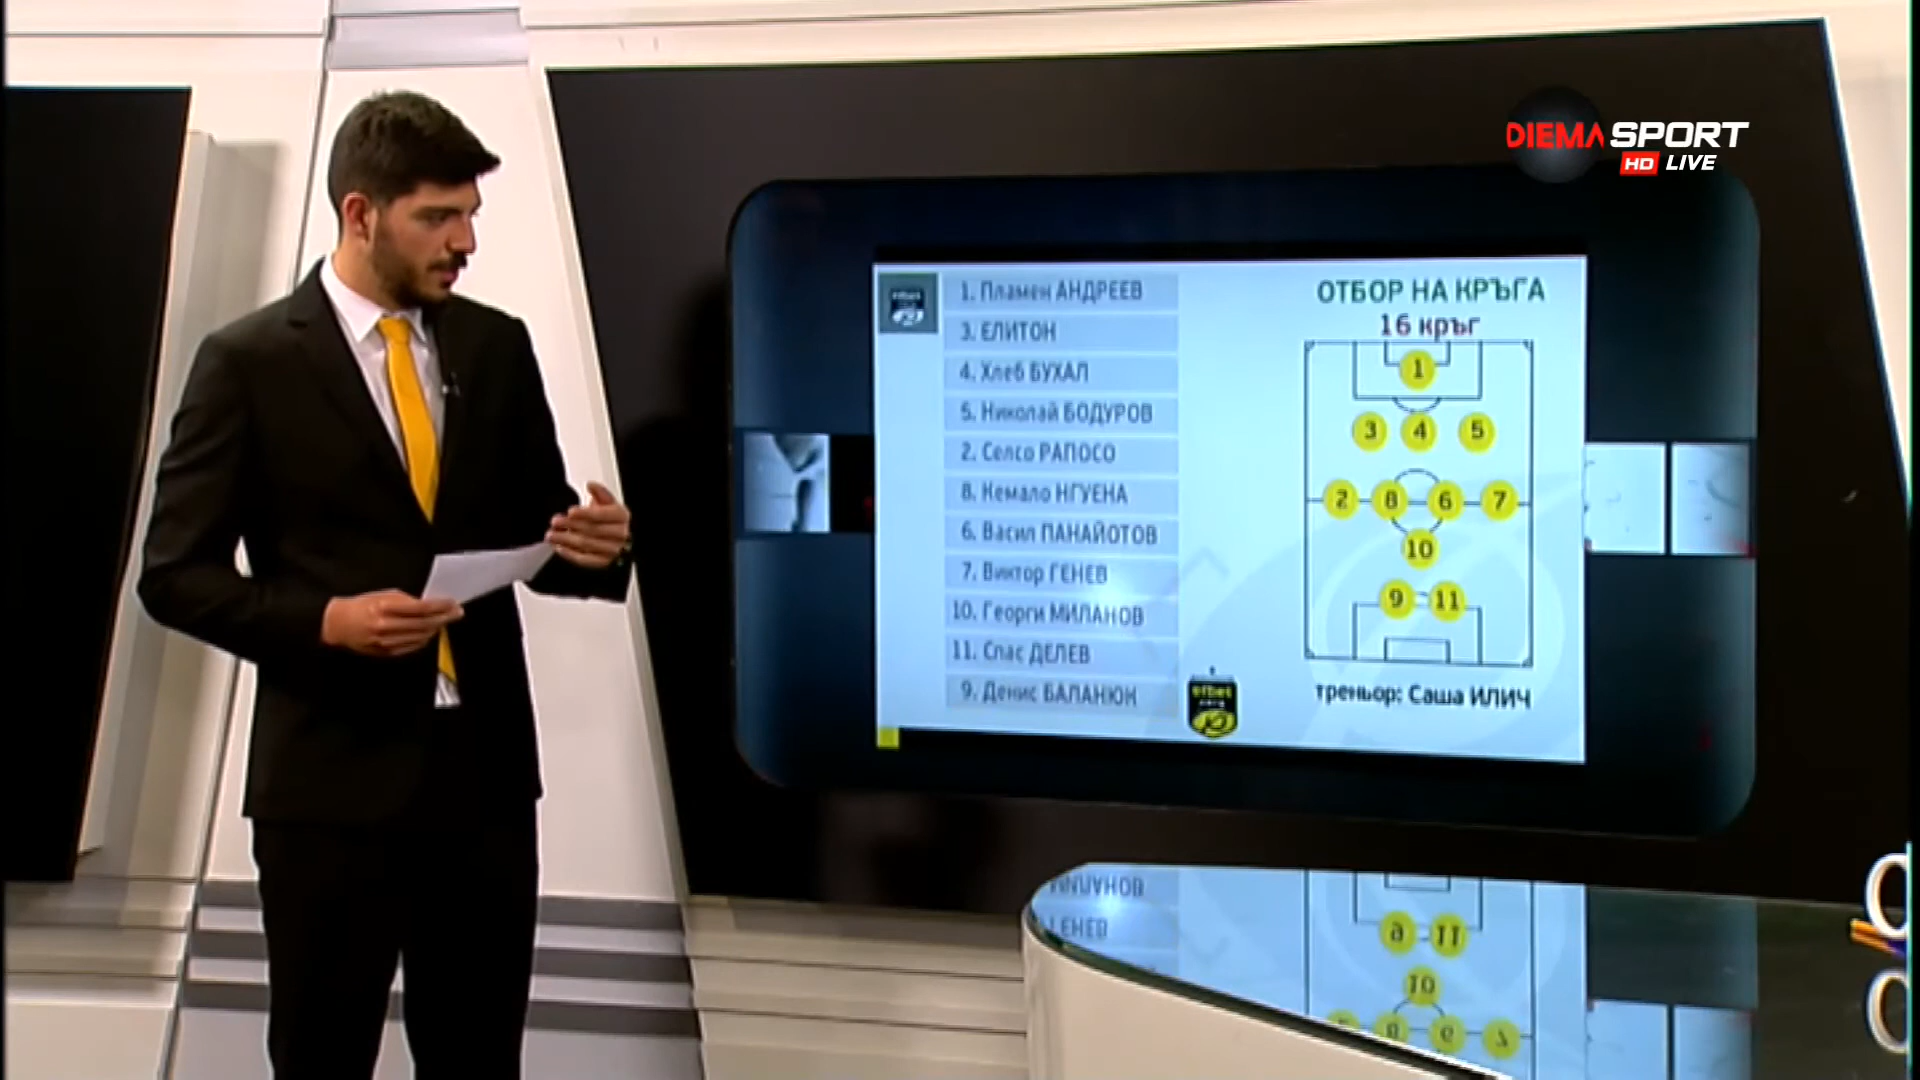 DIEMA SPORT
HD LIVE
1. Пламен АНДРЕЕВ
3. ЕЛИТОН
4. Хлеб БУХАЛ
5. Николай БОДУРОВ
2. Селсо РАПОСО
8. Кемало НГУЕНА
6. Васил ПАНАЙОТОВ
7. Виктор ГЕНЕВ
10. Георги МИЛАНОВ
11. Спас ДЕЛЕВ
9. Денис БАЛАНЮК
ОТБОР НА КРЪГА
16 кръг
1
3 4 5
2 8 6 7
10
9 11
треньор: Саша ИЛИЧ
efbet